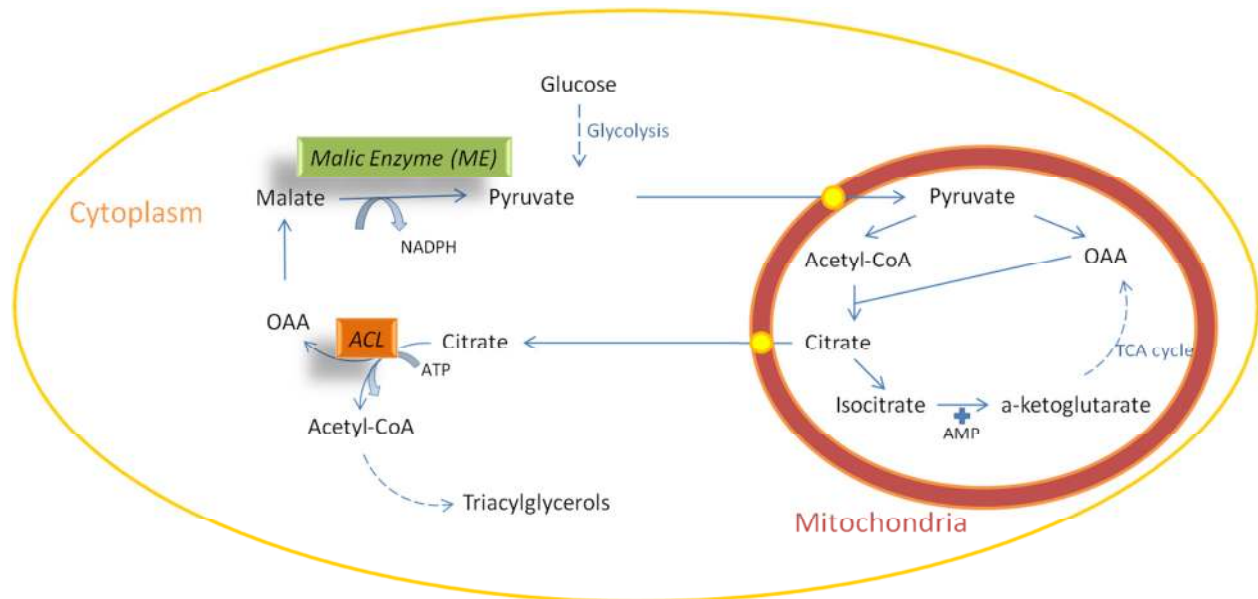 Glucose
Glycolysis
Malic Enzyme (ME)
Malate
Pyruvate
NADPH
Cytoplasm
Pyruvate
Acetyl-CoA
OAA
OAA
ACL
Citrate
ATP
Citrate
TCA cycle
Isocitrate
a-ketoglutarate
AMP
Acetyl-CoA
Triacylglycerols
Mitochondria